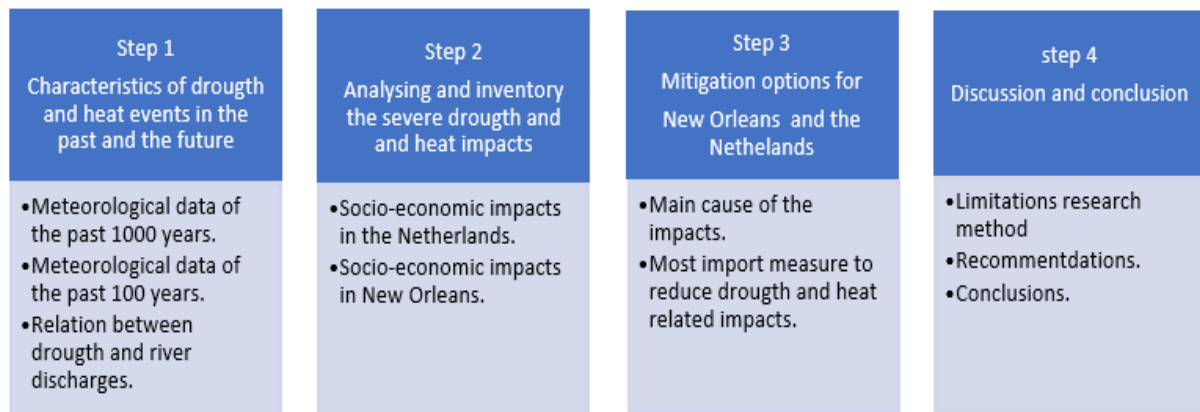 Step 1
Characteristics of drougth
and heat events in the
past and the future
•Meteorological data of
the past 1000 years.
•Meteorological data of
the past 100 years.
•Relation between
drougth and river
discharges.
Step 2
Analysing and inventory
the severe drougth and
and heat impacts
•Socio-economic impacts
in the Netherlands.
•Socio-economic impacts
in New Orleans.
Step 3
Mitigation options for
New Orleans and the
Nethelands
•Main cause of the
impacts.
•Most import measure to
reduce drougth and heat
related impacts.
step 4
Discussion and conclusion
•Limitations research
method
•Recommentdations.
•Conclusions.